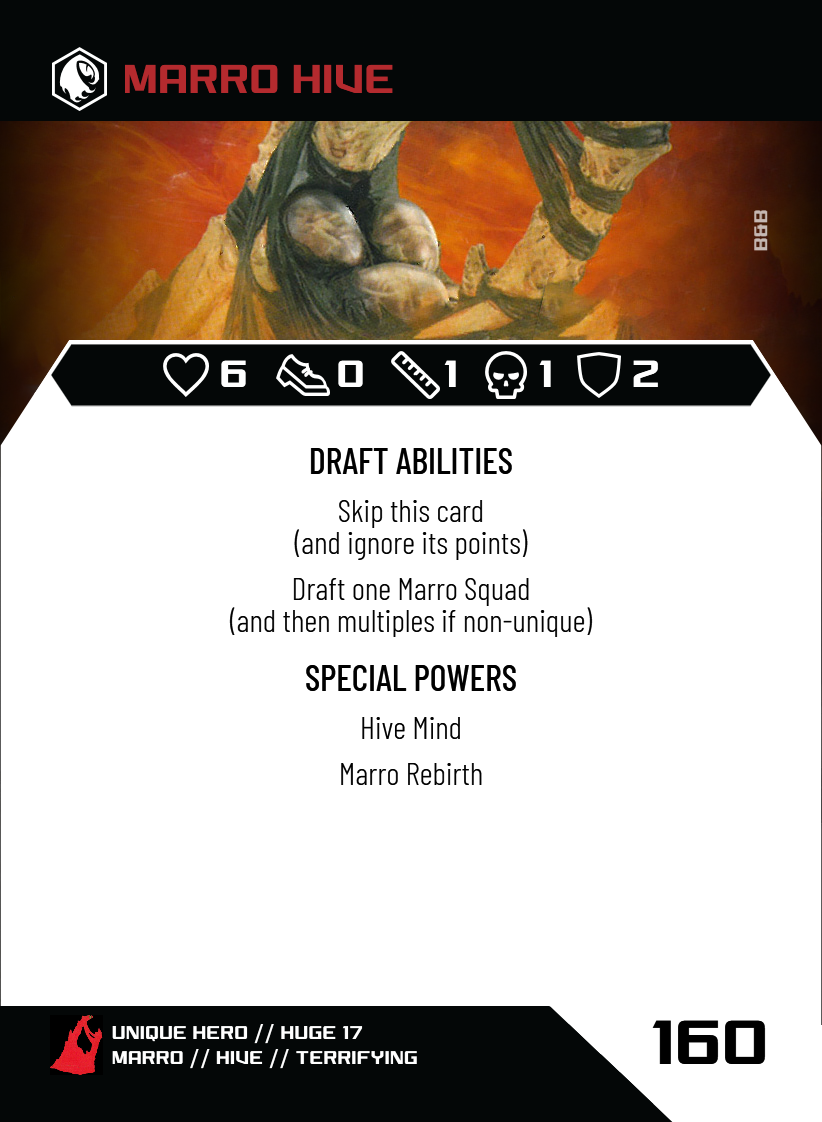 MARRO HIVE
B&B
6 0 1 1 2
DRAFT ABILITIES
Skip this card
(and ignore its points)
Draft one Marro Squad
(and then multiples if non-unique)
SPECIAL POWERS
Hive Mind
Marro Rebirth
UNIQUE HERO // HUGE 17
MARRO // HIVE // TERRIFYING
160